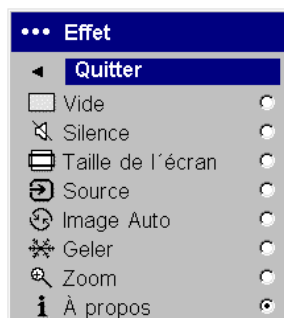 ••• Effet
Quitter
Vide
Silence
Taille de l´écran
Source
Image Auto
Geler
Zoom
À propos